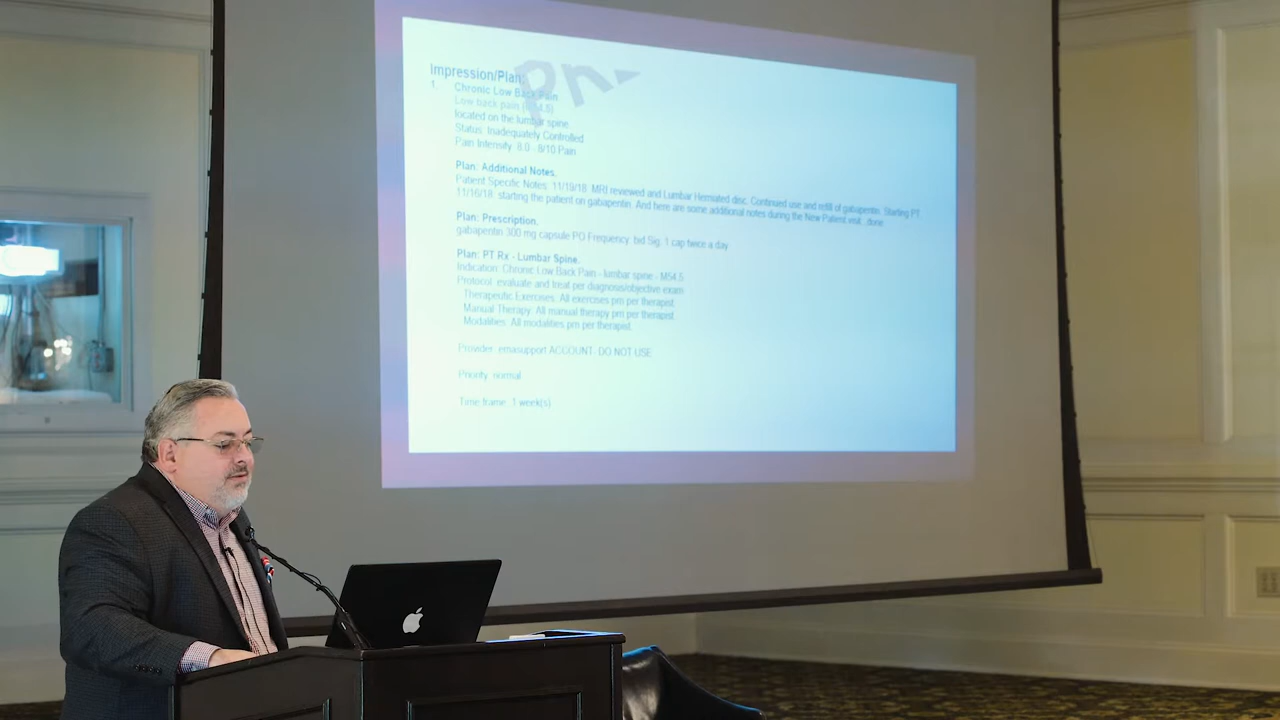 Impression/Plan:
1. Chronic Low Back Pain
Low back pain (M54.5)
located on the lumbar spine.
Status: Inadequately Controlled
Pain Intensity: 8.0 - 8/10 Pain
Plan: Additional Notes.
Patient Specific Notes: 11/19/18: MRI reviewed and Lumbar Herniated disc. Continued use and refill of gabapentin. Starting PT.
11/16/18: starting the patient on gabapentin. And here are some additional notes during the New Patient visit...done
Plan: Prescription.
gabapentin 300 mg capsule PO Frequency: bid Sig: 1 cap twice a day
Plan: PT Rx - Lumbar Spine.
Indication: Chronic Low Back Pain - lumbar spine - M54.5
Protocol: evaluate and treat per diagnosis/objective exam
Therapeutic Exercises: All exercises prn per therapist.
Manual Therapy: All manual therapy prn per therapist.
Modalities: All modalities prn per therapist.
Provider: emasupport ACCOUNT- DO NOT USE
Priority: normal
Time frame: 1 week(s)